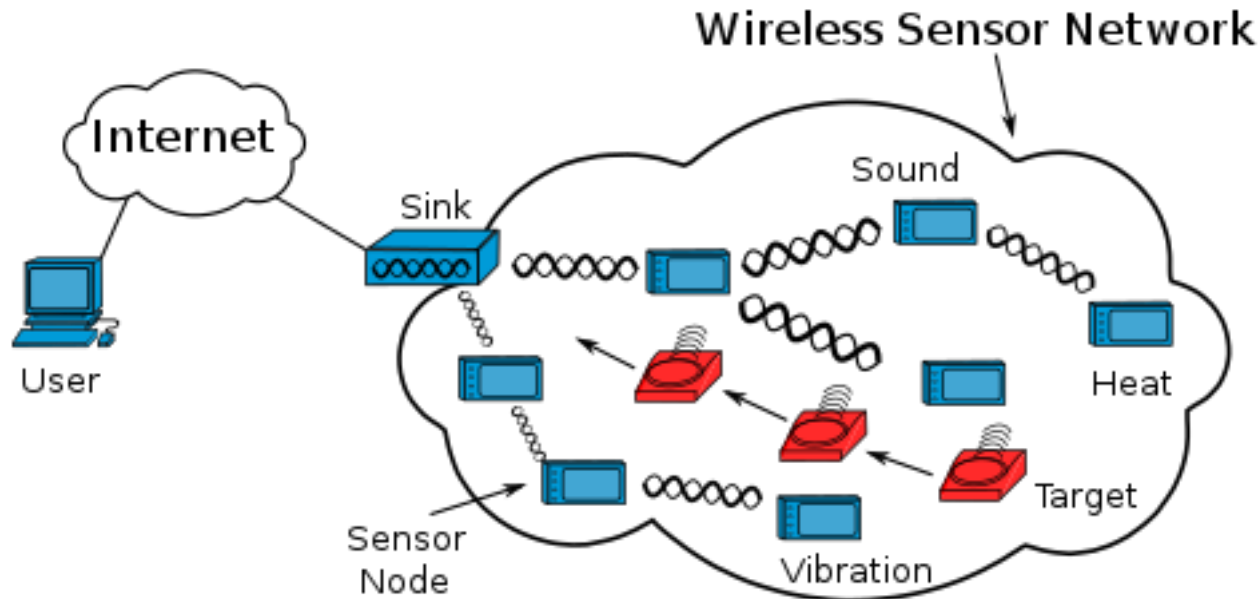 Wireless Sensor Network
Internet
Sound
Sink
User
Heat
Target
Sensor
Node
Vibration